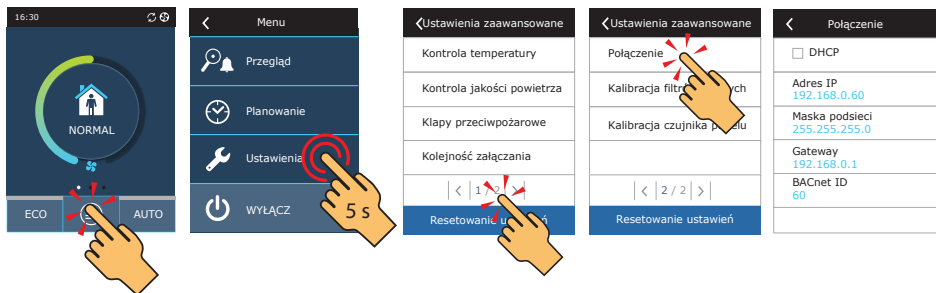 16:30
NORMAL
ECO
AUTO
Menu
Przegląd
Planowanie
Ustawienia
WYŁĄCZ
5 s
Ustawienia zaawansowane
Kontrola temperatury
Kontrola jakości powietrza
Klapy przeciwpożarowe
Kolejność załączania
1 / 2
Resetowanie
Ustawienia zaawansowane
Połączenie
Kalibracja
Kalibracja czujnika
2 / 2
Resetowanie ustawień
Połączenie
DHCP
Adres IP
192.168.0.60
Maska podsieci
255.255.255.0
Gateway
192.168.0.1
BACnet ID
60